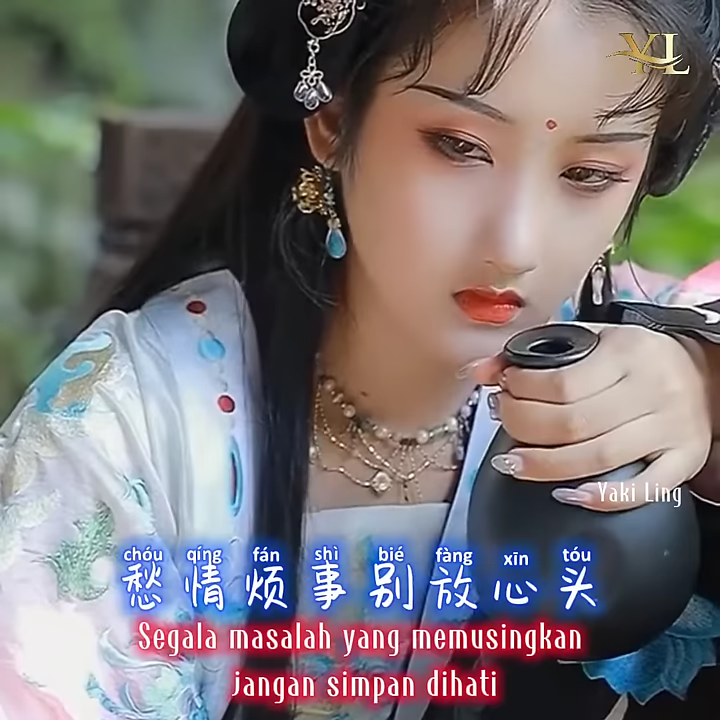 YL
Yaki Ling
chóu qíng fán shì bié fàng xīn tóu
愁情烦事别放心头
Segala masalah yang memusingkan
jangan simpan dihati